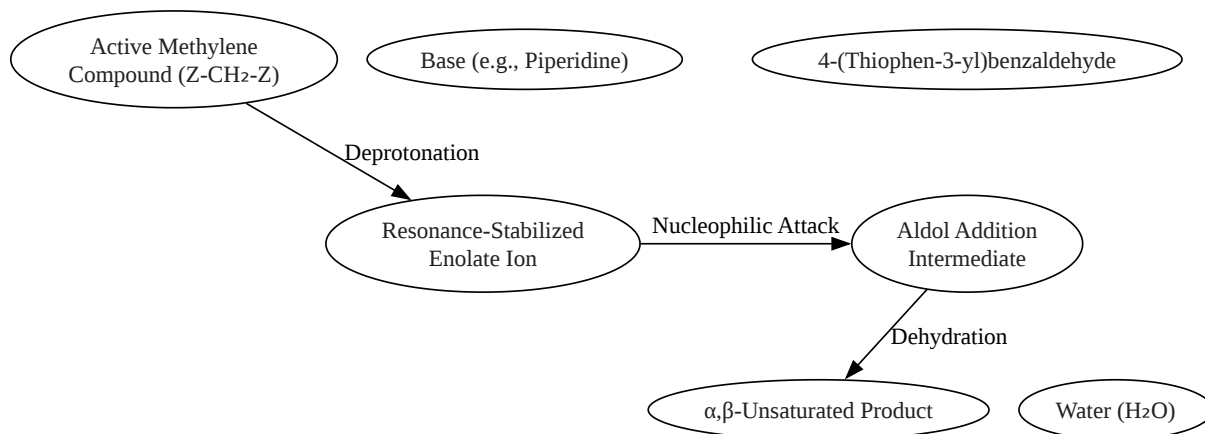 Active Methylene
Compound (Z-CH₂-Z)
Base (e.g., Piperidine)
4-(Thiophen-3-yl)benzaldehyde
Deprotonation
Resonance-Stabilized
Enolate Ion
Nucleophilic Attack
Aldol Addition
Intermediate
Dehydration
α,β-Unsaturated Product
Water (H₂O)